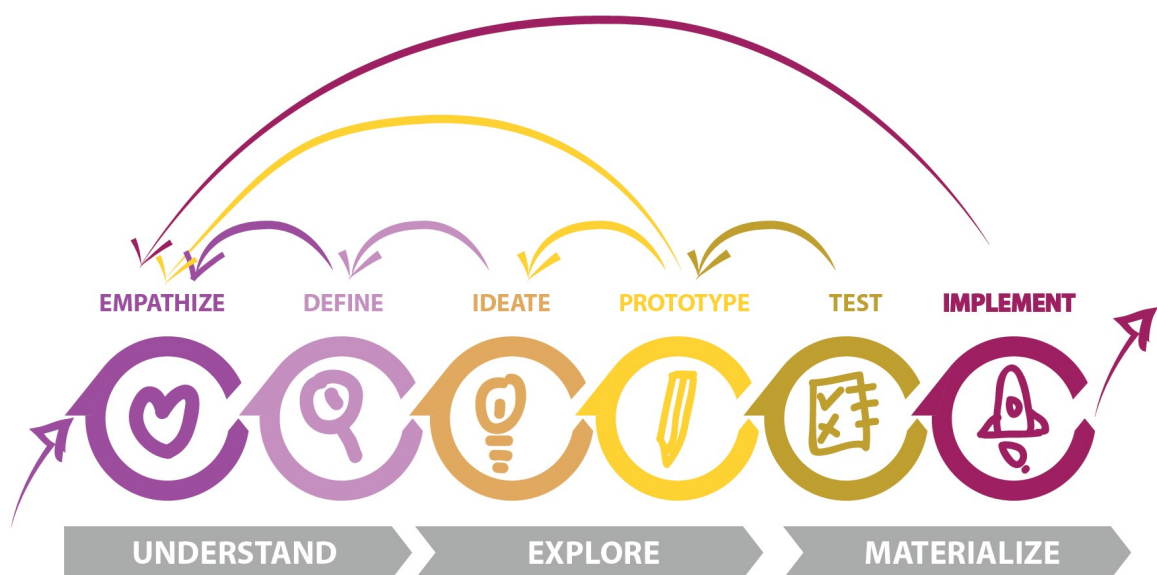 EMPATHIZE
DEFINE
IDEATE
PROTOTYPE
TEST
IMPLEMENT
UNDERSTAND
EXPLORE
MATERIALIZE